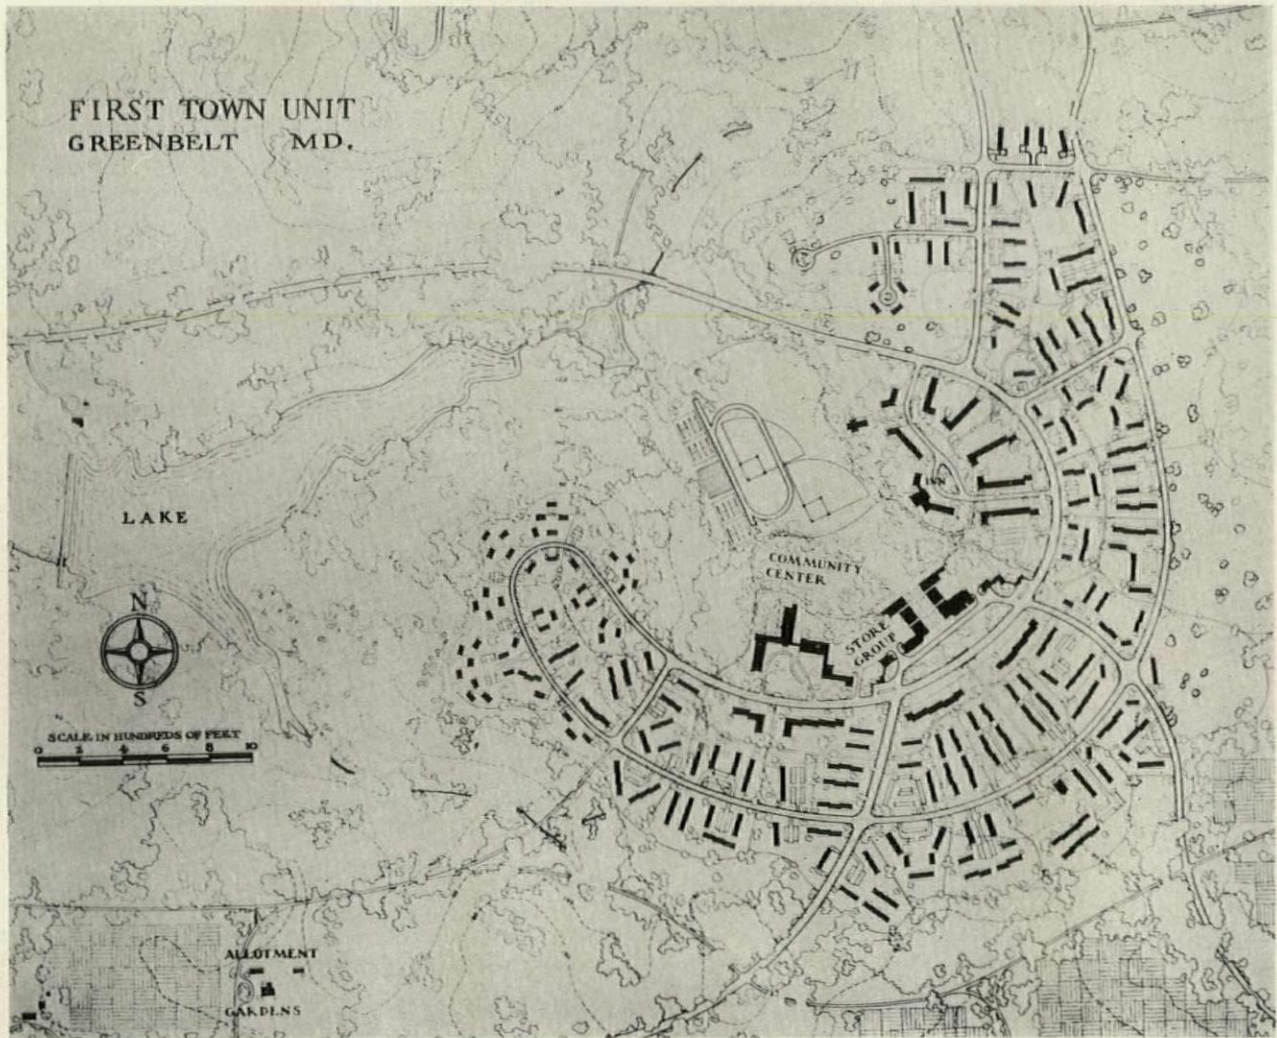 FIRST TOWN UNIT
GREENBELT MD.
INN
LAKE
COMMUNITY
CENTER
STORE
GROUP
N
S
SCALE IN HUNDREDS OF FEET
0 2 4 6 8 10
ALLOTMENT
GARDENS